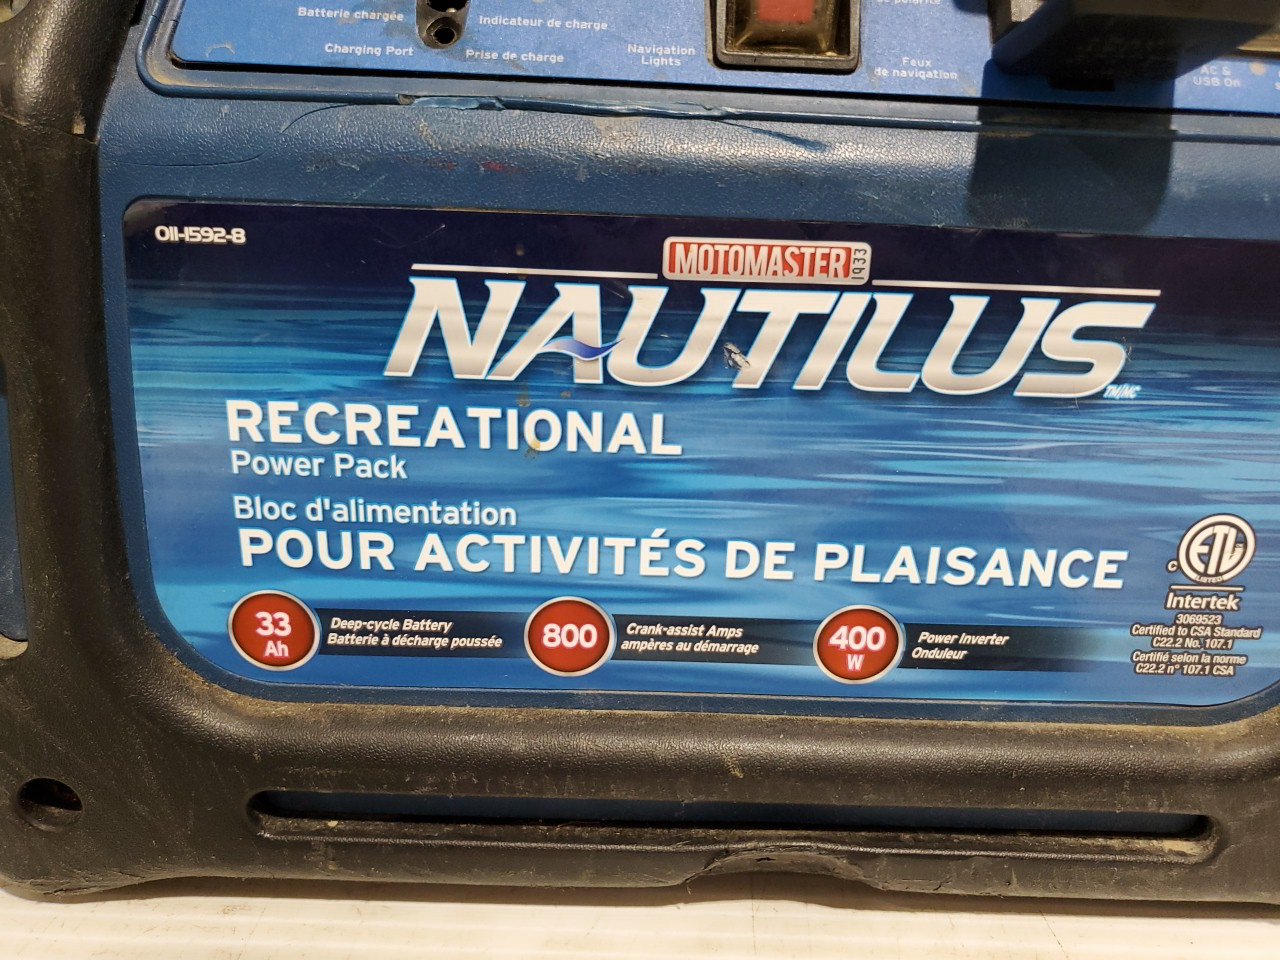 Batterie chargée
Indicateur de charge
Charging Port
Prise de charge
Navigation
Lights
Feux
de navigation
AC &
USB On
011-1592-8
MOTOMASTER
1933
NAUTILUS
TM/MC
RECREATIONAL
Power Pack
Bloc d'alimentation
POUR ACTIVITÉS DE PLAISANCE
33
Ah
Deep-cycle Battery
Batterie à décharge poussée
800
Crank-assist Amps
ampères au démarrage
400
W
Power Inverter
Onduleur
C
ETL
LISTED
Intertek
3069523
Certified to CSA Standard
C22.2 No. 107.1
Certifié selon la norme
C22.2 n° 107.1 CSA